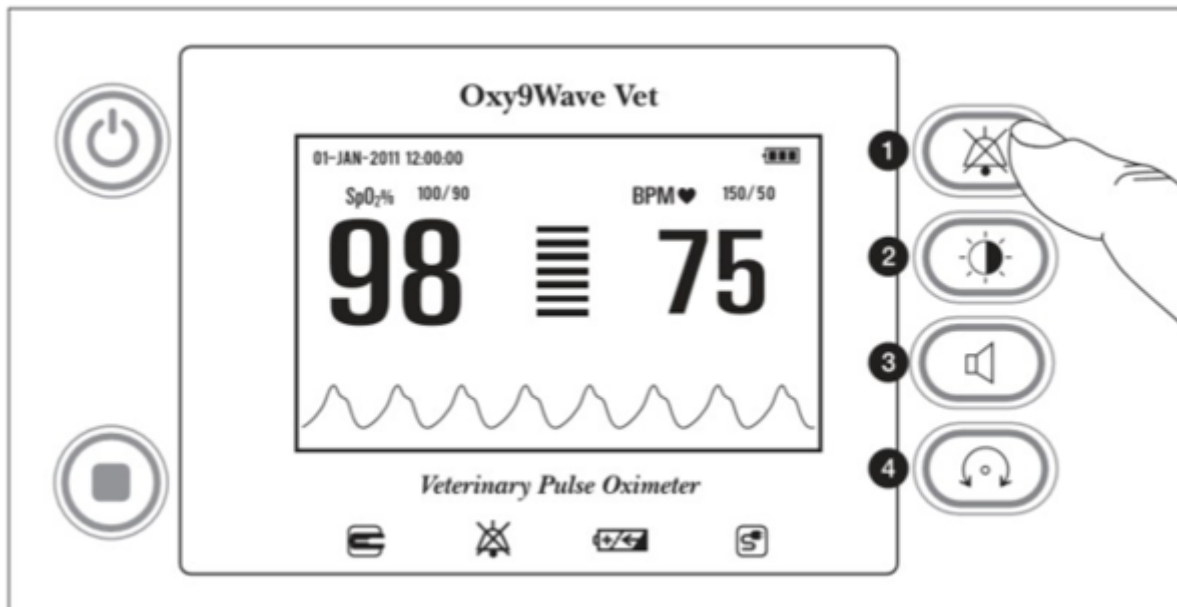 Oxy9Wave Vet
01-JAN-2011 12:00:00
SpO₂% 100/90
BPM♥ 150/50
98
75
1
2
3
4
Veterinary Pulse Oximeter
+/